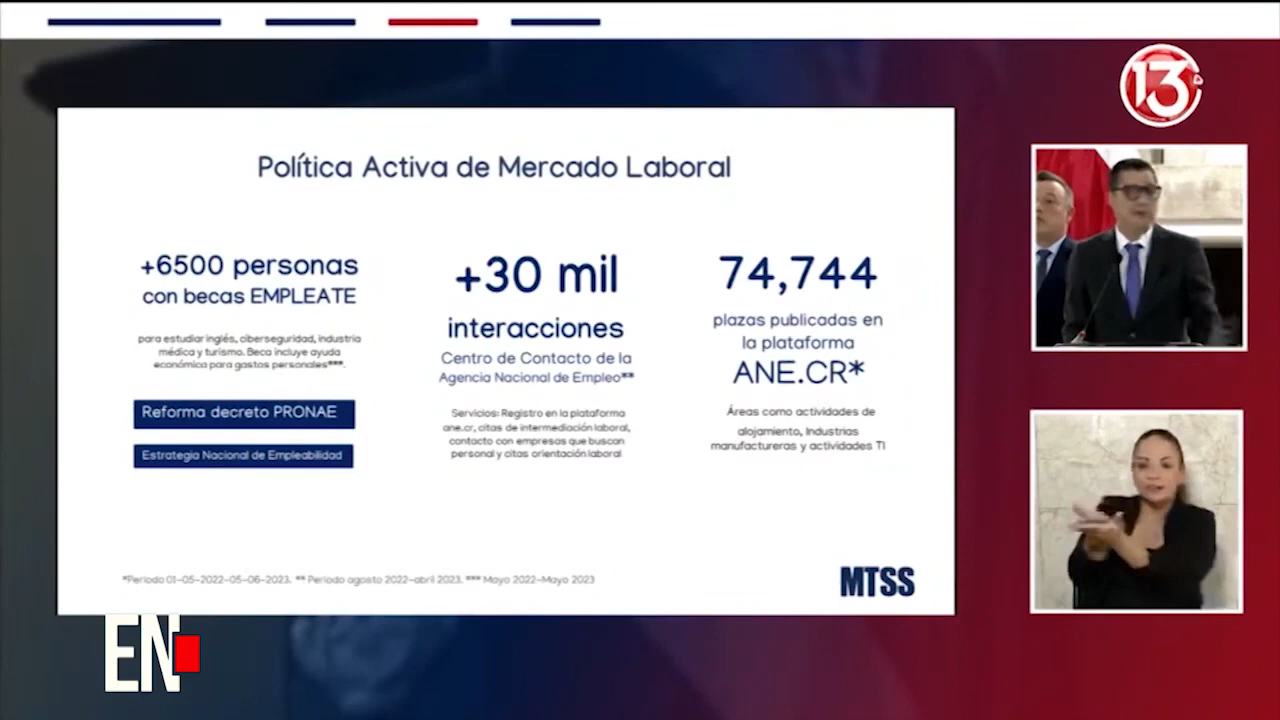 13
Política Activa de Mercado Laboral
+6500 personas
con becas EMPLEATE
para estudiar inglés, ciberseguridad, industria
médica y turismo. Beca incluye ayuda
económica para gastos personales***.
Reforma decreto PRONAE
Estrategia Nacional de Empleabilidad
+30 mil
interacciones
Centro de Contacto de la
Agencia Nacional de Empleo**
Servicios: Registro en la plataforma
ane.cr, citas de intermediación laboral,
contacto con empresas que buscan
personal y citas orientación laboral
74,744
plazas publicadas en
la plataforma
ANE.CR*
Áreas como actividades de
alojamiento, Industrias
manufactureras y actividades TI
*Periodo 01-05-2022-05-06-2023. ** Periodo agosto 2022-abril 2023. *** Mayo 2022-Mayo 2023
MTSS
EN